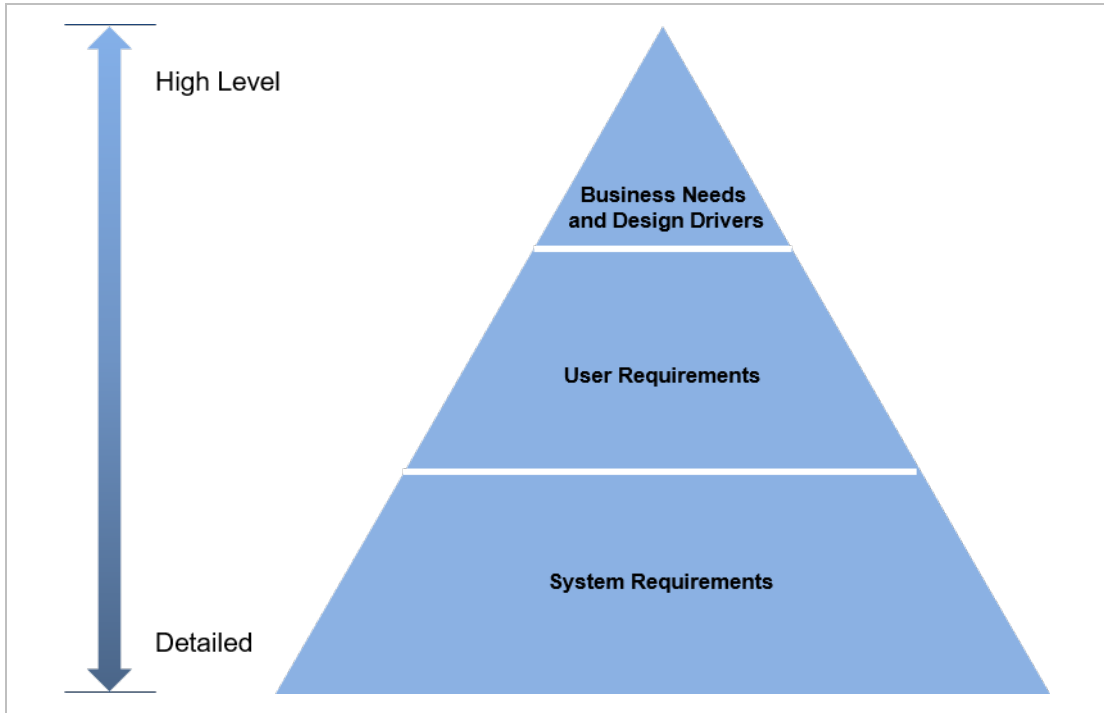 High Level
Business Needs
and Design Drivers
User Requirements
System Requirements
Detailed